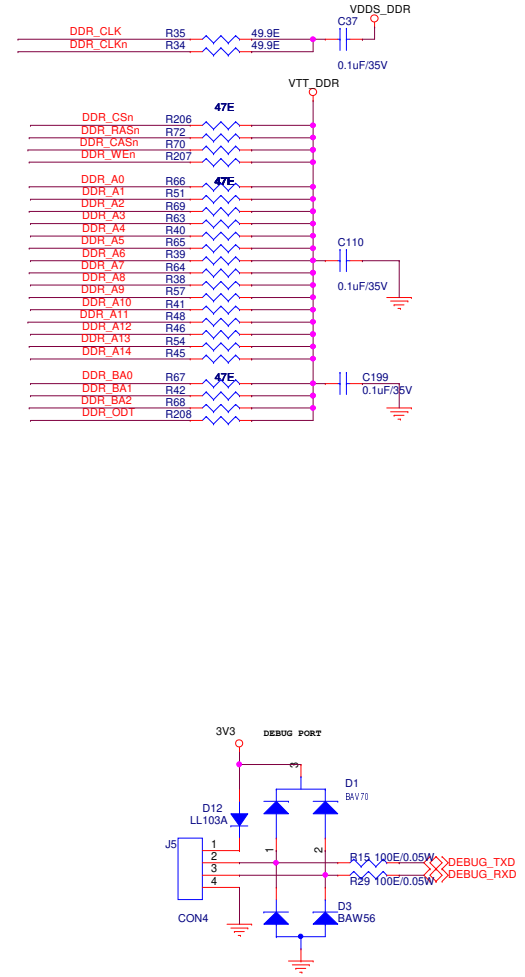 VDDS_DDR
C37
DDR_CLK R35 49.9E
DDR_CLKn R34 49.9E
0.1uF/35V
VTT_DDR
47E
DDR_CSn R206
DDR_RASn R72
DDR_CASn R70
DDR_WEn R207
DDR_A0 R66 47E
DDR_A1 R51
DDR_A2 R69
DDR_A3 R63
DDR_A4 R40
DDR_A5 R65 C110
DDR_A6 R39
DDR_A7 R64
DDR_A8 R38 0.1uF/35V
DDR_A9 R57
DDR_A10 R41
DDR_A11 R48
DDR_A12 R46
DDR_A13 R54
DDR_A14 R45
DDR_BA0 R67 47E C199
DDR_BA1 R42 0.1uF/35V
DDR_BA2 R68
DDR_ODT R208
3V3 DEBUG PORT
3
D1
BAV70
D12
LL103A
J5
1
2
3
4
1 2
R15 100E/0.05W DEBUG_TXD
R29 100E/0.05W DEBUG_RXD
CON4
D3
BAW56